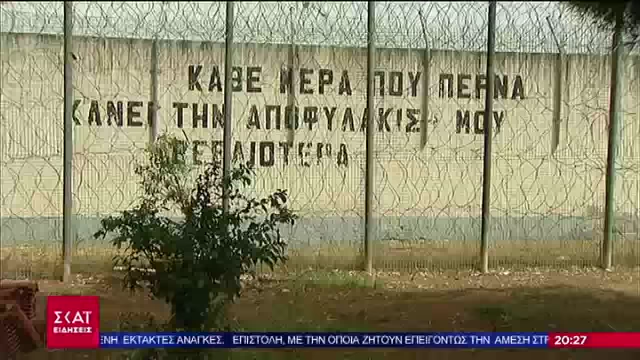 ΚΑΘΕ ΜΕΡΑ ΠΟΥ ΠΕΡΝΑ
ΚΑΝΕΙ ΤΗΝ ΑΠΟΦΥΛΑΚΙΣΗ ΜΟΥ
ΒΕΒΑΙΟΤΕΡΑ
ΣΚΑΪ
ΕΙΔΗΣΕΙΣ
ΕΚΤΑΚΤΕΣ ΑΝΑΓΚΕΣ. ΕΠΙΣΤΟΛΗ, ΜΕ ΤΗΝ ΟΠΟΙΑ ΖΗΤΟΥΝ ΕΠΕΙΓΟΝΤΩΣ ΤΗΝ ΑΜΕΣΗ
20:27